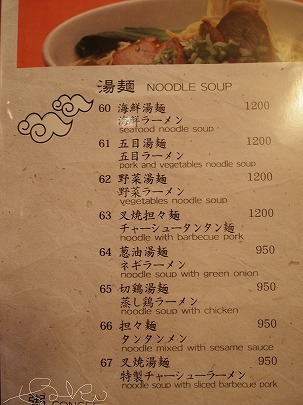 湯麺 NOODLE SOUP
60 海鮮湯麺 1200
海鮮ラーメン
seafood noodle soup
61 五目湯麺 1200
五目ラーメン
pork and vegetables noodle soup
62 野菜湯麺 1200
野菜ラーメン
vegetables noodle soup
63 叉焼担々麺 1200
チャーシュータンタン麺
noodle with barbecue pork
64 葱油湯麺 950
ネギラーメン
noodle soup with green onion
65 切鶏湯麺 950
蒸し鶏ラーメン
noodle soup with chicken
66 担々麺 950
タンタンメン
noodle mixed with sesame sauce
67 叉焼湯麺 950
特製チャーシューラーメン
noodle soup with sliced barbecue pork